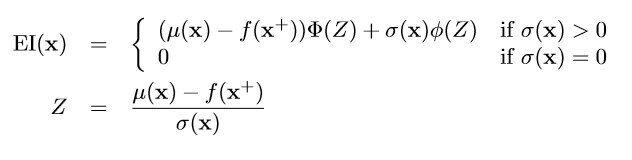 EI(x) = { (μ(x) − f(x⁺))Φ(Z) + σ(x)ϕ(Z) if σ(x) > 0
0 if σ(x) = 0
Z = μ(x) − f(x⁺)
σ(x)